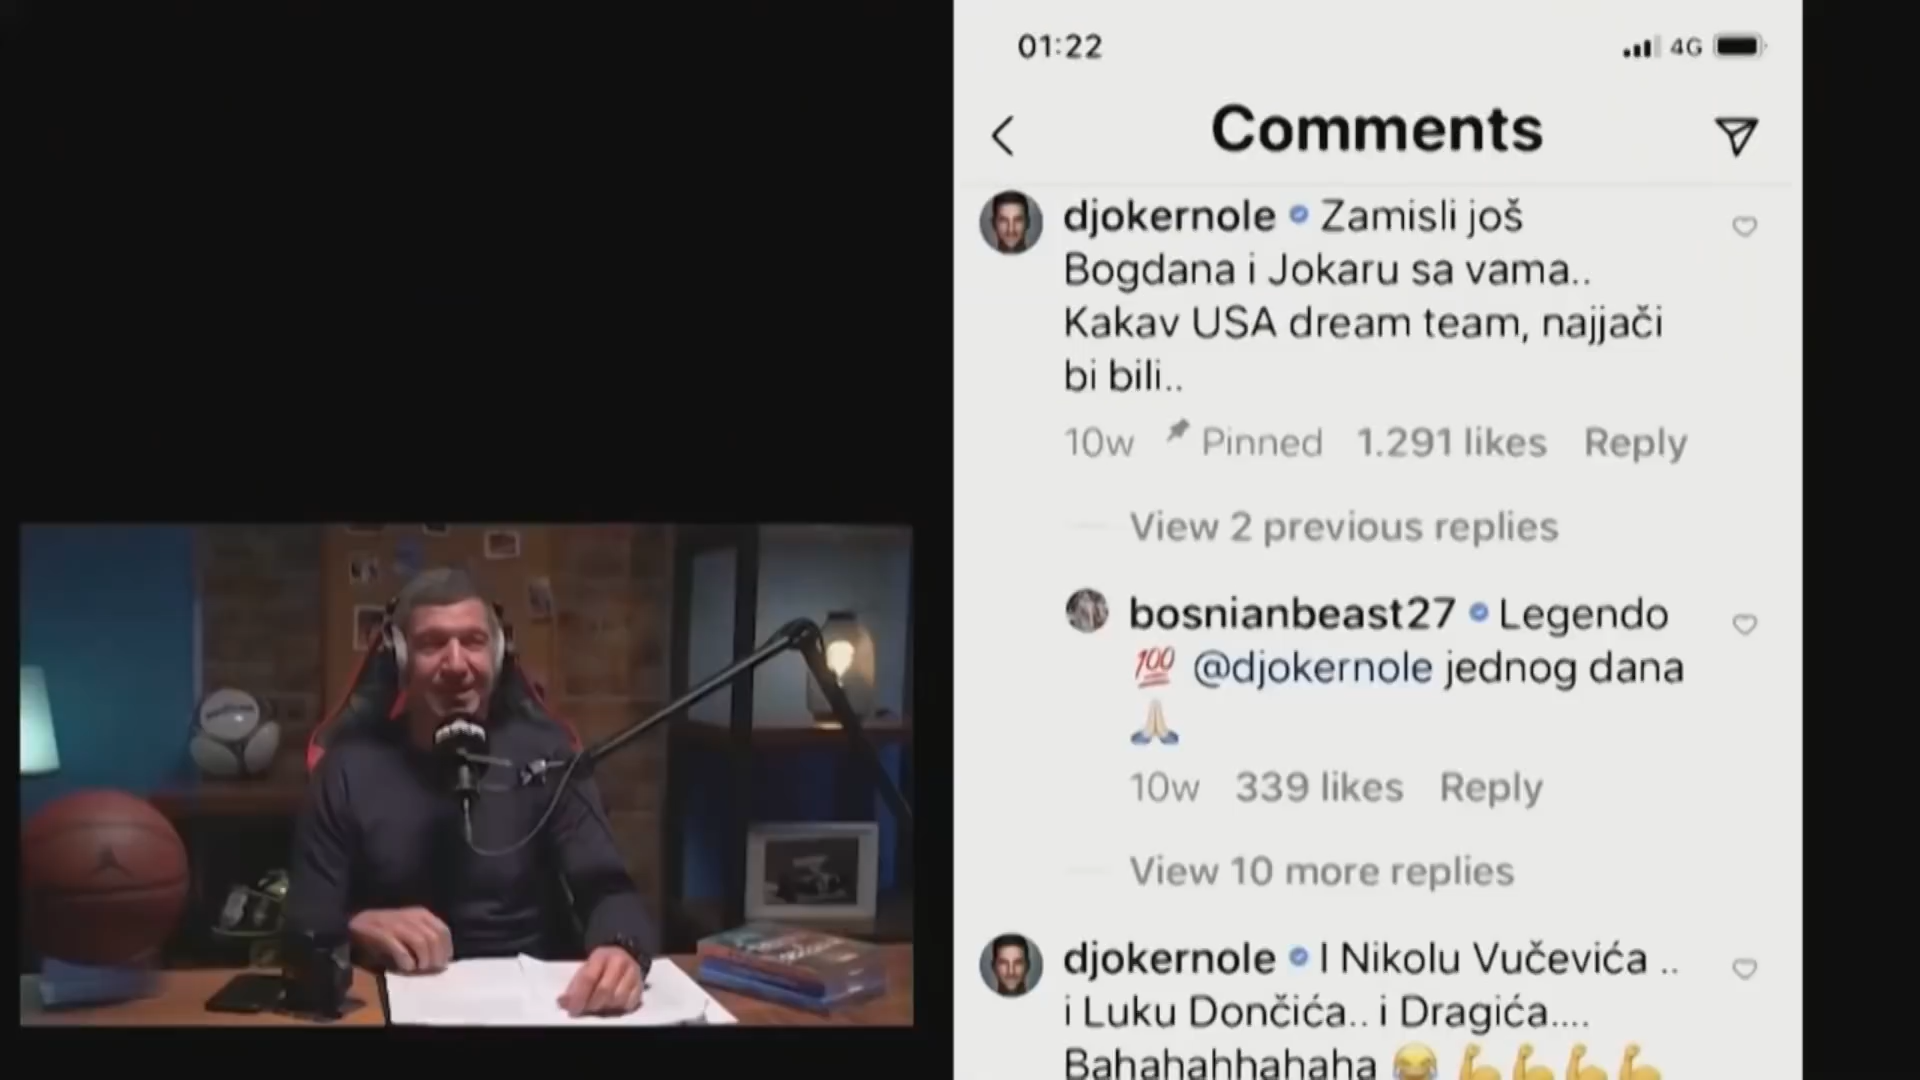 01:22
4G
Comments
djokernole Zamisli još
Bogdana i Jokaru sa vama..
Kakav USA dream team, najjači
bi bili..
10w Pinned 1.291 likes Reply
View 2 previous replies
bosnianbeast27 Legendo
💯 @djokernole jednog dana
🙏🏼
10w 339 likes Reply
View 10 more replies
djokernole I Nikolu Vučevića ..
i Luku Dončića.. i Dragića....
Bahahahhahaha 😂 💪💪💪💪